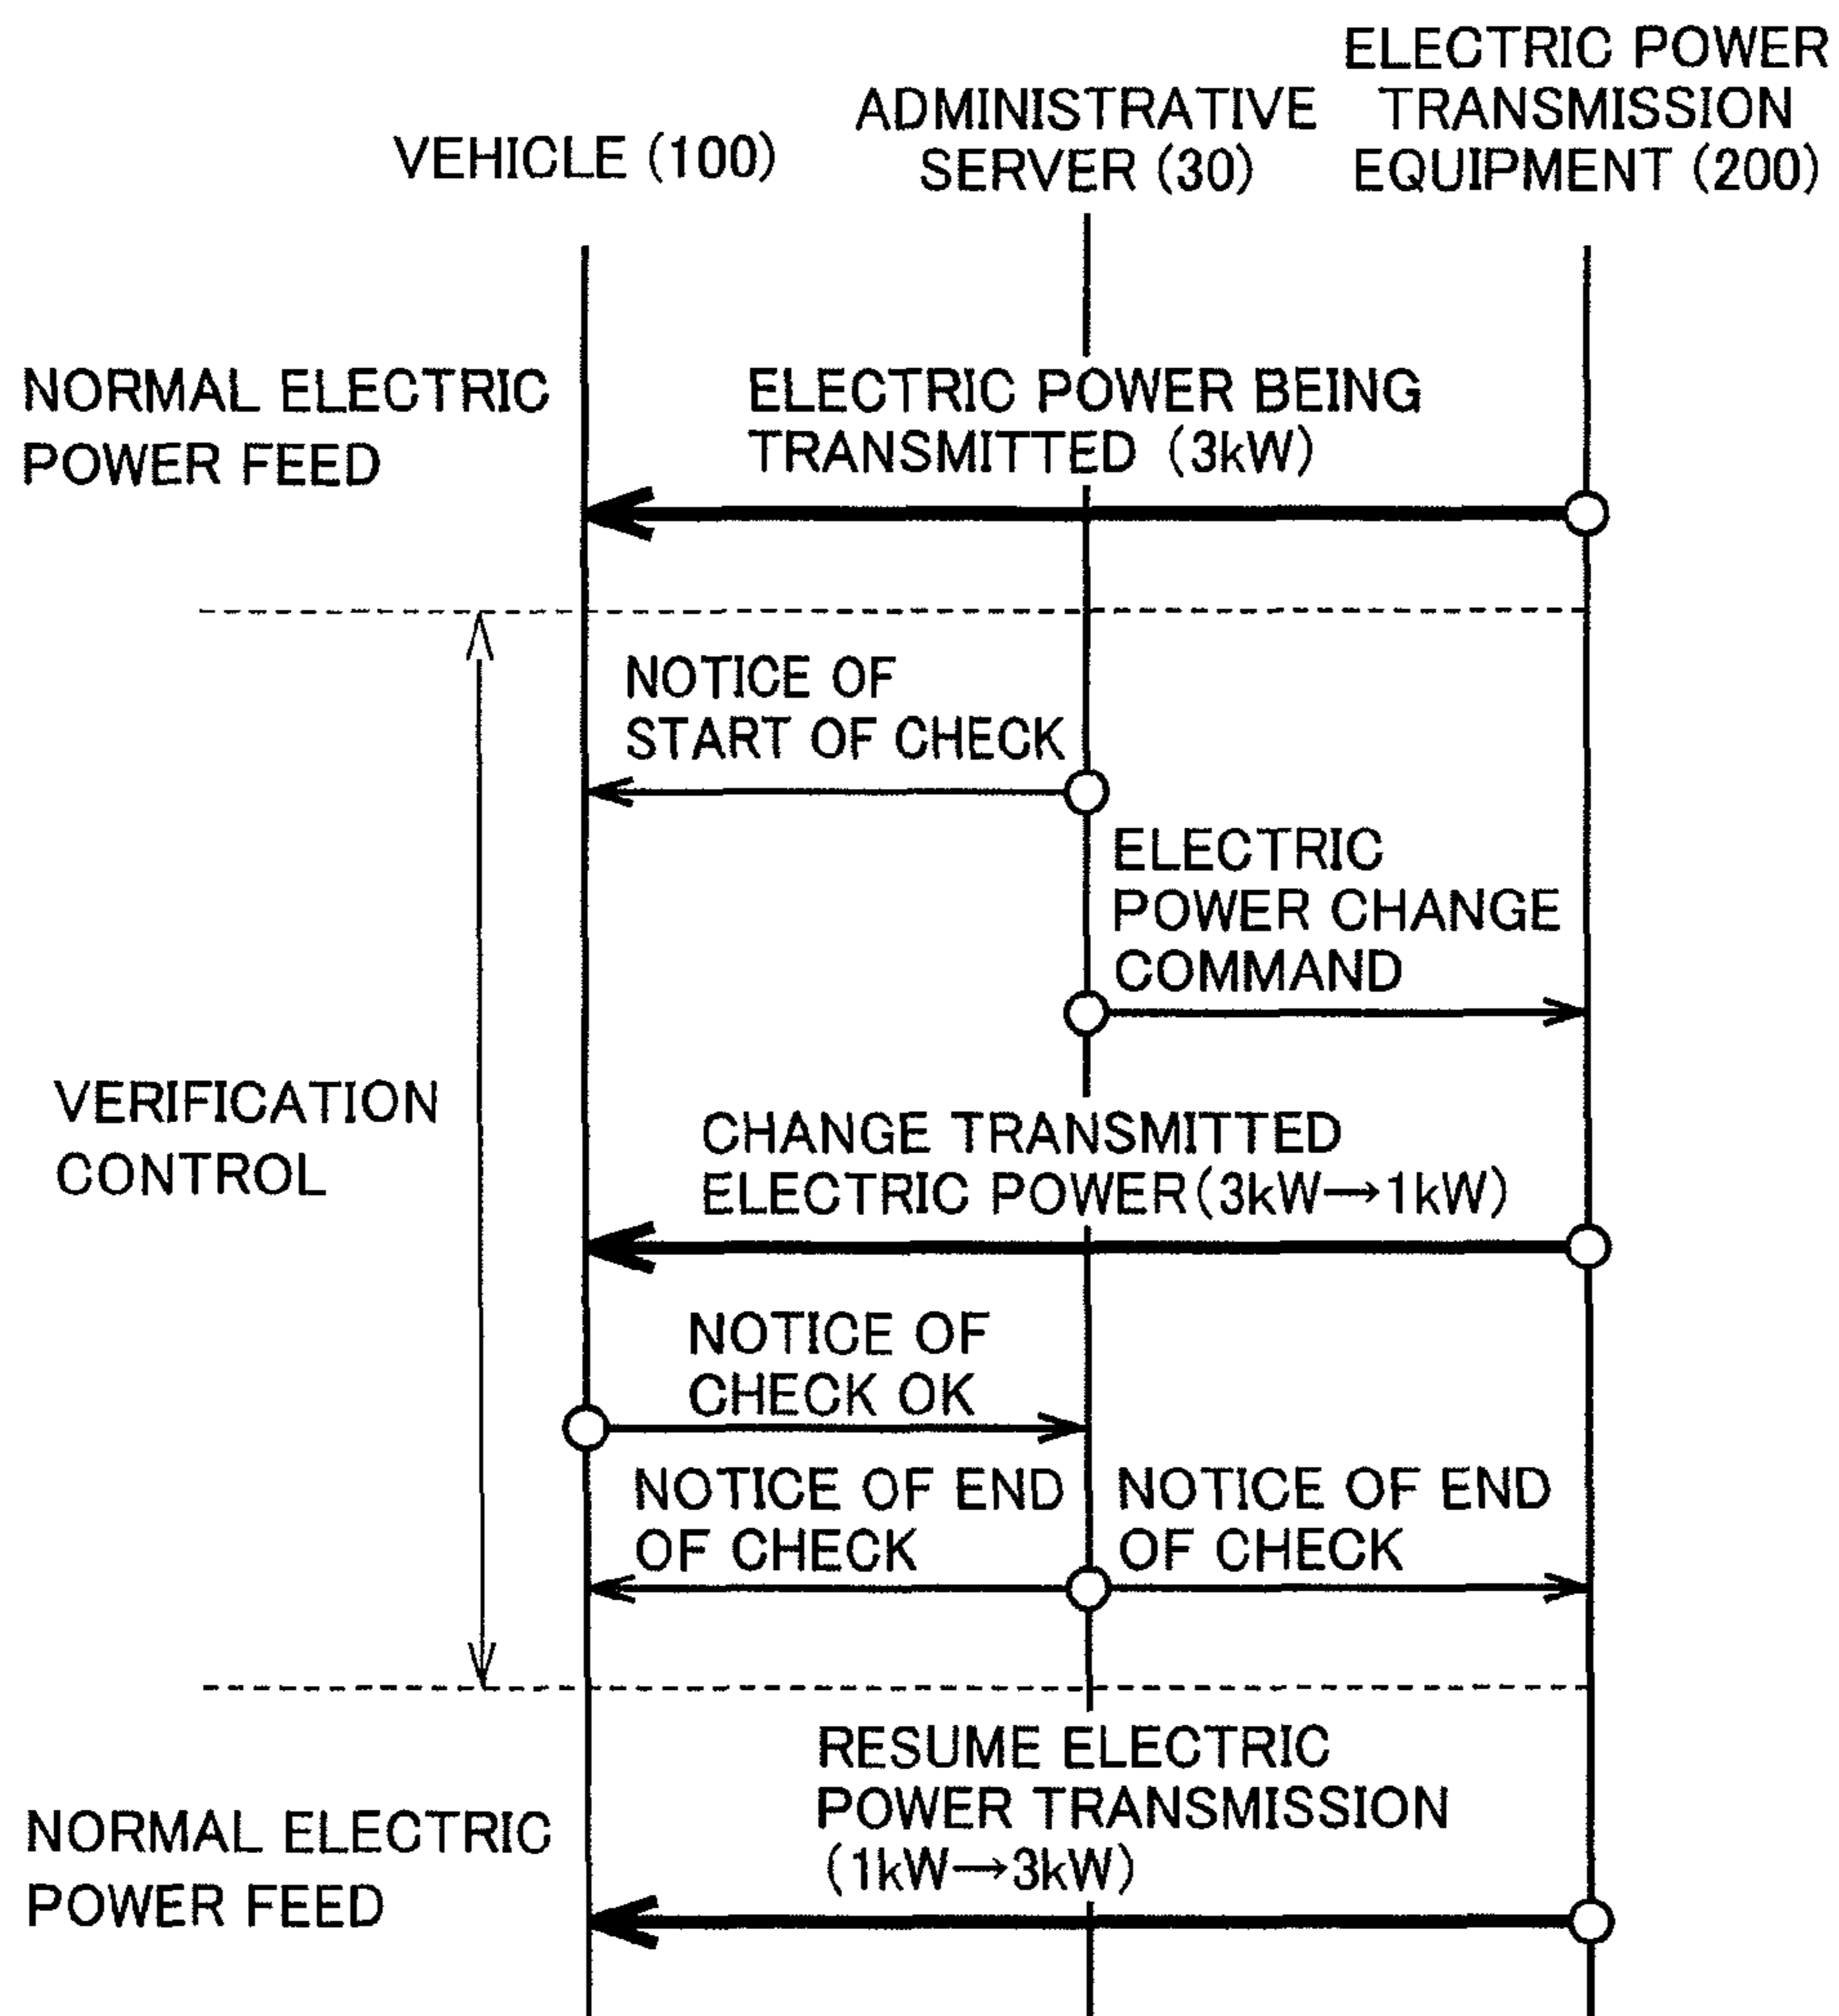 VEHICLE (100)
ADMINISTRATIVE
SERVER (30)
ELECTRIC POWER
TRANSMISSION
EQUIPMENT (200)
NORMAL ELECTRIC
POWER FEED
ELECTRIC POWER BEING
TRANSMITTED (3kW)
NOTICE OF
START OF CHECK
ELECTRIC
POWER CHANGE
COMMAND
VERIFICATION
CONTROL
CHANGE TRANSMITTED
ELECTRIC POWER(3kW→1kW)
NOTICE OF
CHECK OK
NOTICE OF END
OF CHECK
NOTICE OF END
OF CHECK
NORMAL ELECTRIC
POWER FEED
RESUME ELECTRIC
POWER TRANSMISSION
(1kW→3kW)